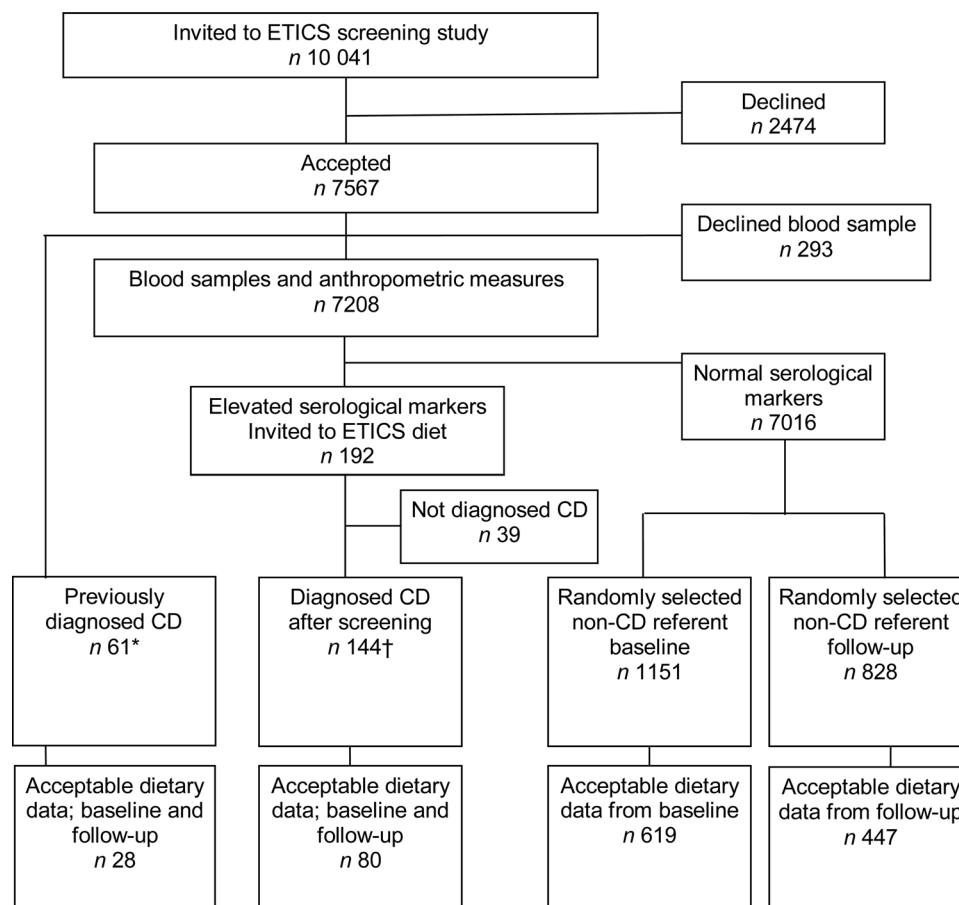 Invited to ETICS screening study
n 10 041
Declined
n 2474
Accepted
n 7567
Declined blood sample
n 293
Blood samples and anthropometric measures
n 7208
Normal serological
markers
n 7016
Elevated serological markers
Invited to ETICS diet
n 192
Not diagnosed CD
n 39
Previously
diagnosed CD
n 61*
Diagnosed CD
after screening
n 144†
Randomly selected
non-CD referent
baseline
n 1151
Randomly selected
non-CD referent
follow-up
n 828
Acceptable dietary
data; baseline and
follow-up
n 28
Acceptable dietary
data; baseline and
follow-up
n 80
Acceptable dietary
data from baseline
n 619
Acceptable dietary
data from follow-up
n 447